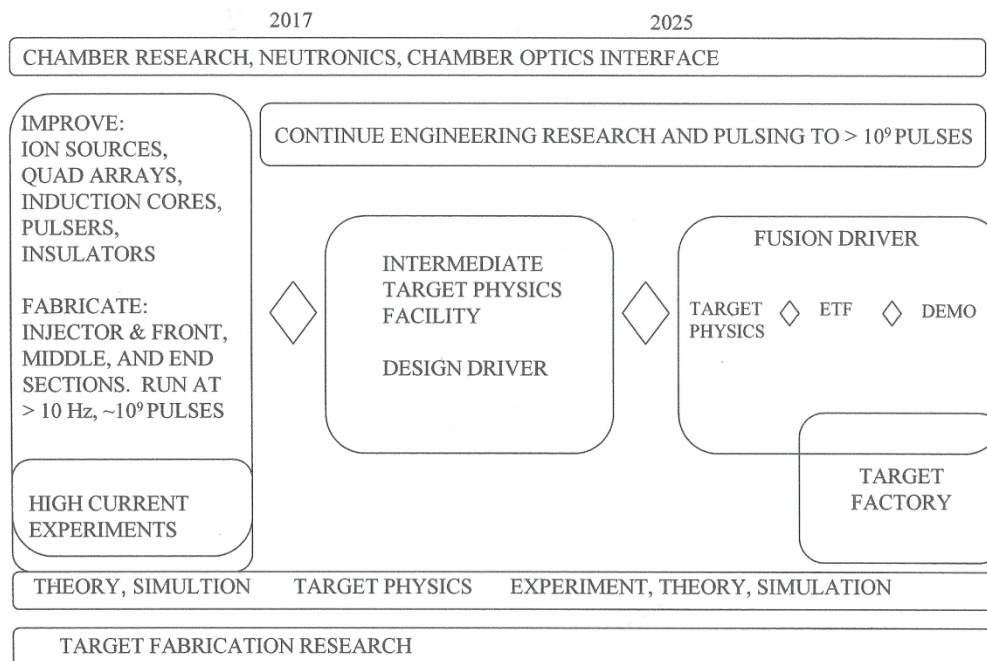 2017
2025
CHAMBER RESEARCH, NEUTRONICS, CHAMBER OPTICS INTERFACE
IMPROVE:
ION SOURCES,
QUAD ARRAYS,
INDUCTION CORES,
PULSERS,
INSULATORS
FABRICATE:
INJECTOR & FRONT,
MIDDLE, AND END
SECTIONS. RUN AT
> 10 Hz, ~10⁹ PULSES
HIGH CURRENT
EXPERIMENTS
CONTINUE ENGINEERING RESEARCH AND PULSING TO > 10⁹ PULSES
INTERMEDIATE
TARGET PHYSICS
FACILITY
DESIGN DRIVER
FUSION DRIVER
TARGET
PHYSICS
ETF
DEMO
TARGET
FACTORY
THEORY, SIMULTION
TARGET PHYSICS
EXPERIMENT, THEORY, SIMULATION
TARGET FABRICATION RESEARCH